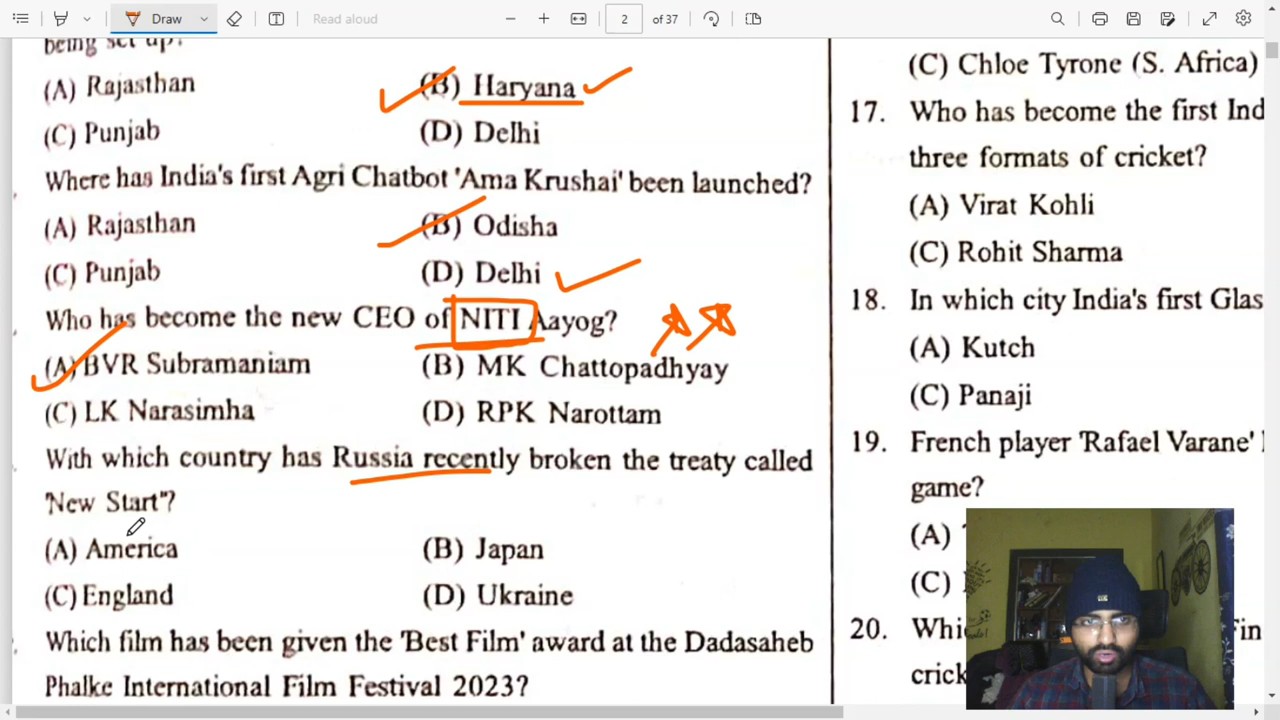 Draw
Read aloud
2
of 37
being set up?
(A) Rajasthan
(B) Haryana
(C) Punjab
(D) Delhi
Where has India's first Agri Chatbot 'Ama Krushai' been launched?
(A) Rajasthan
(B) Odisha
(C) Punjab
(D) Delhi
Who has become the new CEO of NITI Aayog?
(A) BVR Subramaniam
(B) MK Chattopadhyay
(C) LK Narasimha
(D) RPK Narottam
With which country has Russia recently broken the treaty called
'New Start"?
(A) America
(B) Japan
(C) England
(D) Ukraine
Which film has been given the 'Best Film' award at the Dadasaheb
Phalke International Film Festival 2023?
(C) Chloe Tyrone (S. Africa)
17. Who has become the first Ind
three formats of cricket?
(A) Virat Kohli
(C) Rohit Sharma
18. In which city India's first Glas
(A) Kutch
(C) Panaji
19. French player 'Rafael Varane'
game?
(A)
(C)
20. Whi
crick